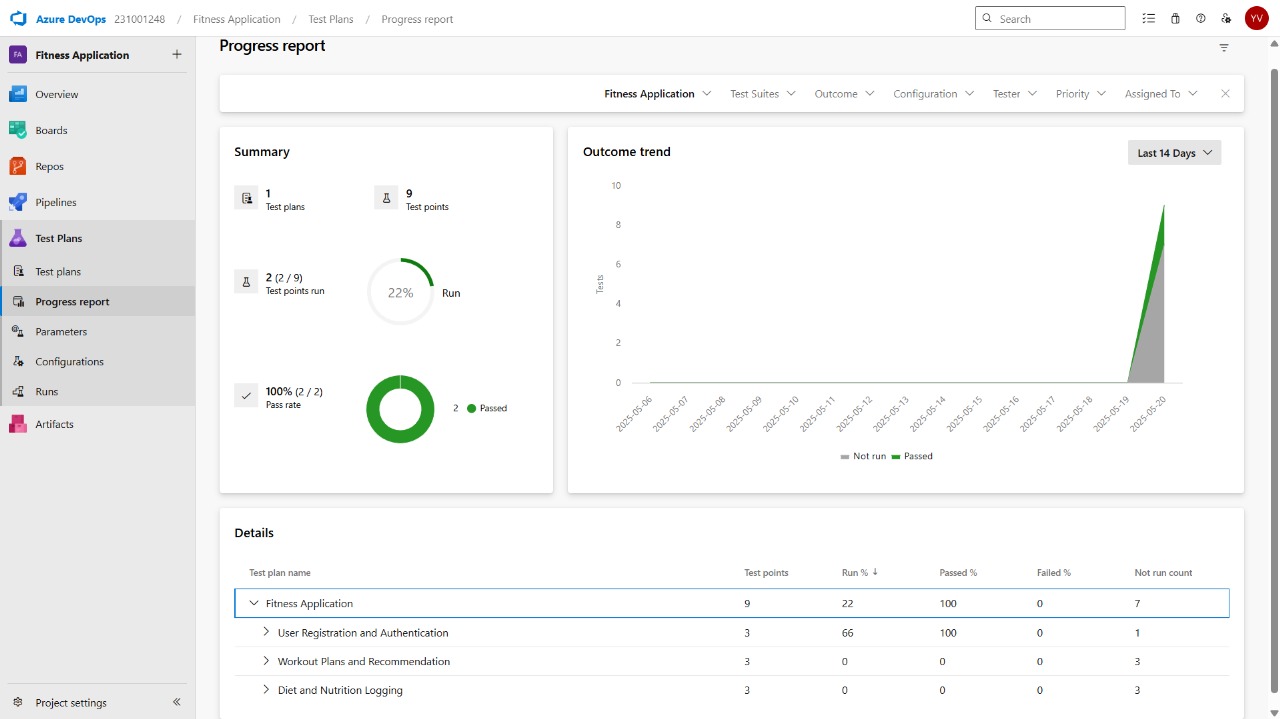 Azure DevOps 231001248 / Fitness Application / Test Plans / Progress report
Search
YV
FA Fitness Application
Overview
Boards
Repos
Pipelines
Test Plans
Test plans
Progress report
Parameters
Configurations
Runs
Artifacts
Project settings
Progress report
Fitness Application Test Suites Outcome Configuration Tester Priority Assigned To
Summary
1
Test plans
9
Test points
2 (2 / 9)
Test points run
22%
Run
100% (2 / 2)
Pass rate
2 Passed
Outcome trend
Last 14 Days
Tests
10
8
6
4
2
0
2025-05-06
2025-05-07
2025-05-08
2025-05-09
2025-05-10
2025-05-11
2025-05-12
2025-05-13
2025-05-14
2025-05-15
2025-05-16
2025-05-17
2025-05-18
2025-05-19
2025-05-20
Not run Passed
Details
Test plan name Test points Run % ↓ Passed % Failed % Not run count
Fitness Application 9 22 100 0 7
User Registration and Authentication 3 66 100 0 1
Workout Plans and Recommendation 3 0 0 0 3
Diet and Nutrition Logging 3 0 0 0 3